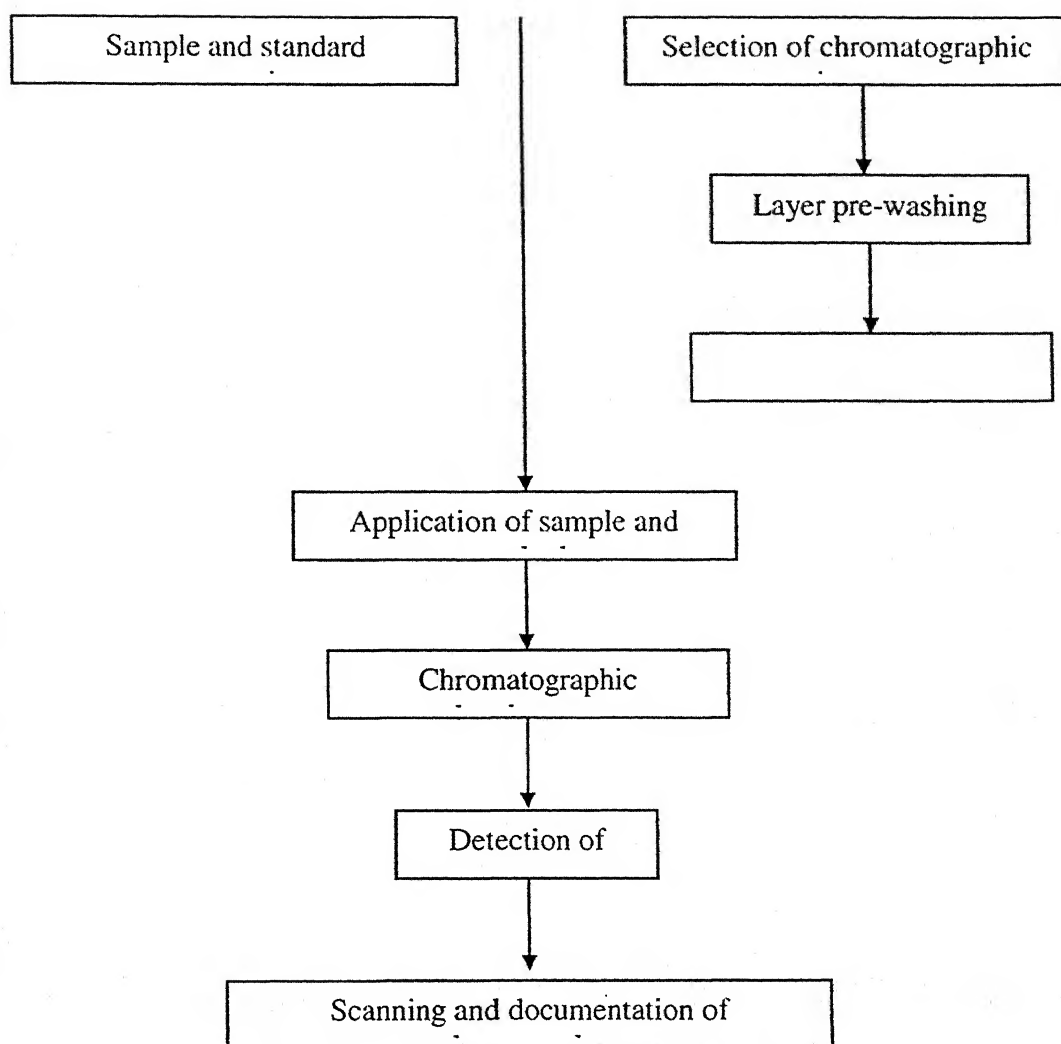 Sample and standard
Selection of chromatographic
Layer pre-washing
Application of sample and
Chromatographic
Detection of
Scanning and documentation of